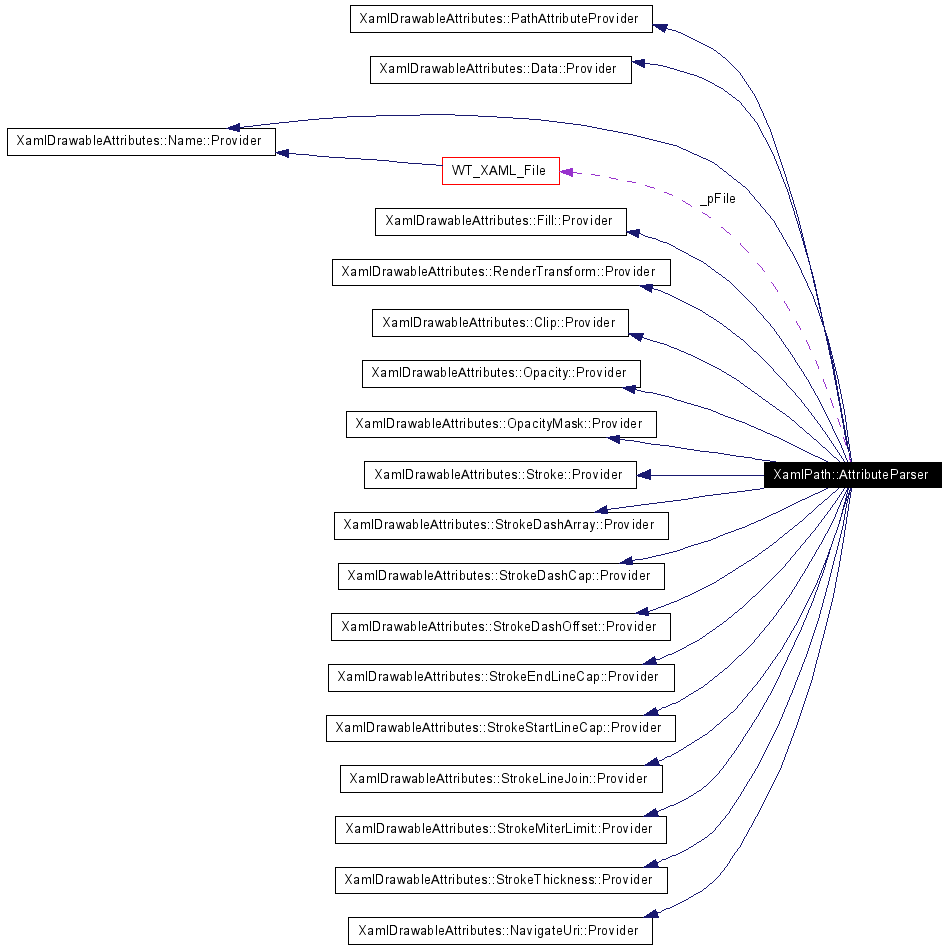 XamlDrawableAttributes::PathAttributeProvider
XamlDrawableAttributes::Data::Provider
XamlDrawableAttributes::Name::Provider
WT_XAML_File
_pFile
XamlDrawableAttributes::Fill::Provider
XamlDrawableAttributes::RenderTransform::Provider
XamlDrawableAttributes::Clip::Provider
XamlDrawableAttributes::Opacity::Provider
XamlDrawableAttributes::OpacityMask::Provider
XamlDrawableAttributes::Stroke::Provider
XamlPath::AttributeParser
XamlDrawableAttributes::StrokeDashArray::Provider
XamlDrawableAttributes::StrokeDashCap::Provider
XamlDrawableAttributes::StrokeDashOffset::Provider
XamlDrawableAttributes::StrokeEndLineCap::Provider
XamlDrawableAttributes::StrokeStartLineCap::Provider
XamlDrawableAttributes::StrokeLineJoin::Provider
XamlDrawableAttributes::StrokeMiterLimit::Provider
XamlDrawableAttributes::StrokeThickness::Provider
XamlDrawableAttributes::NavigateUri::Provider